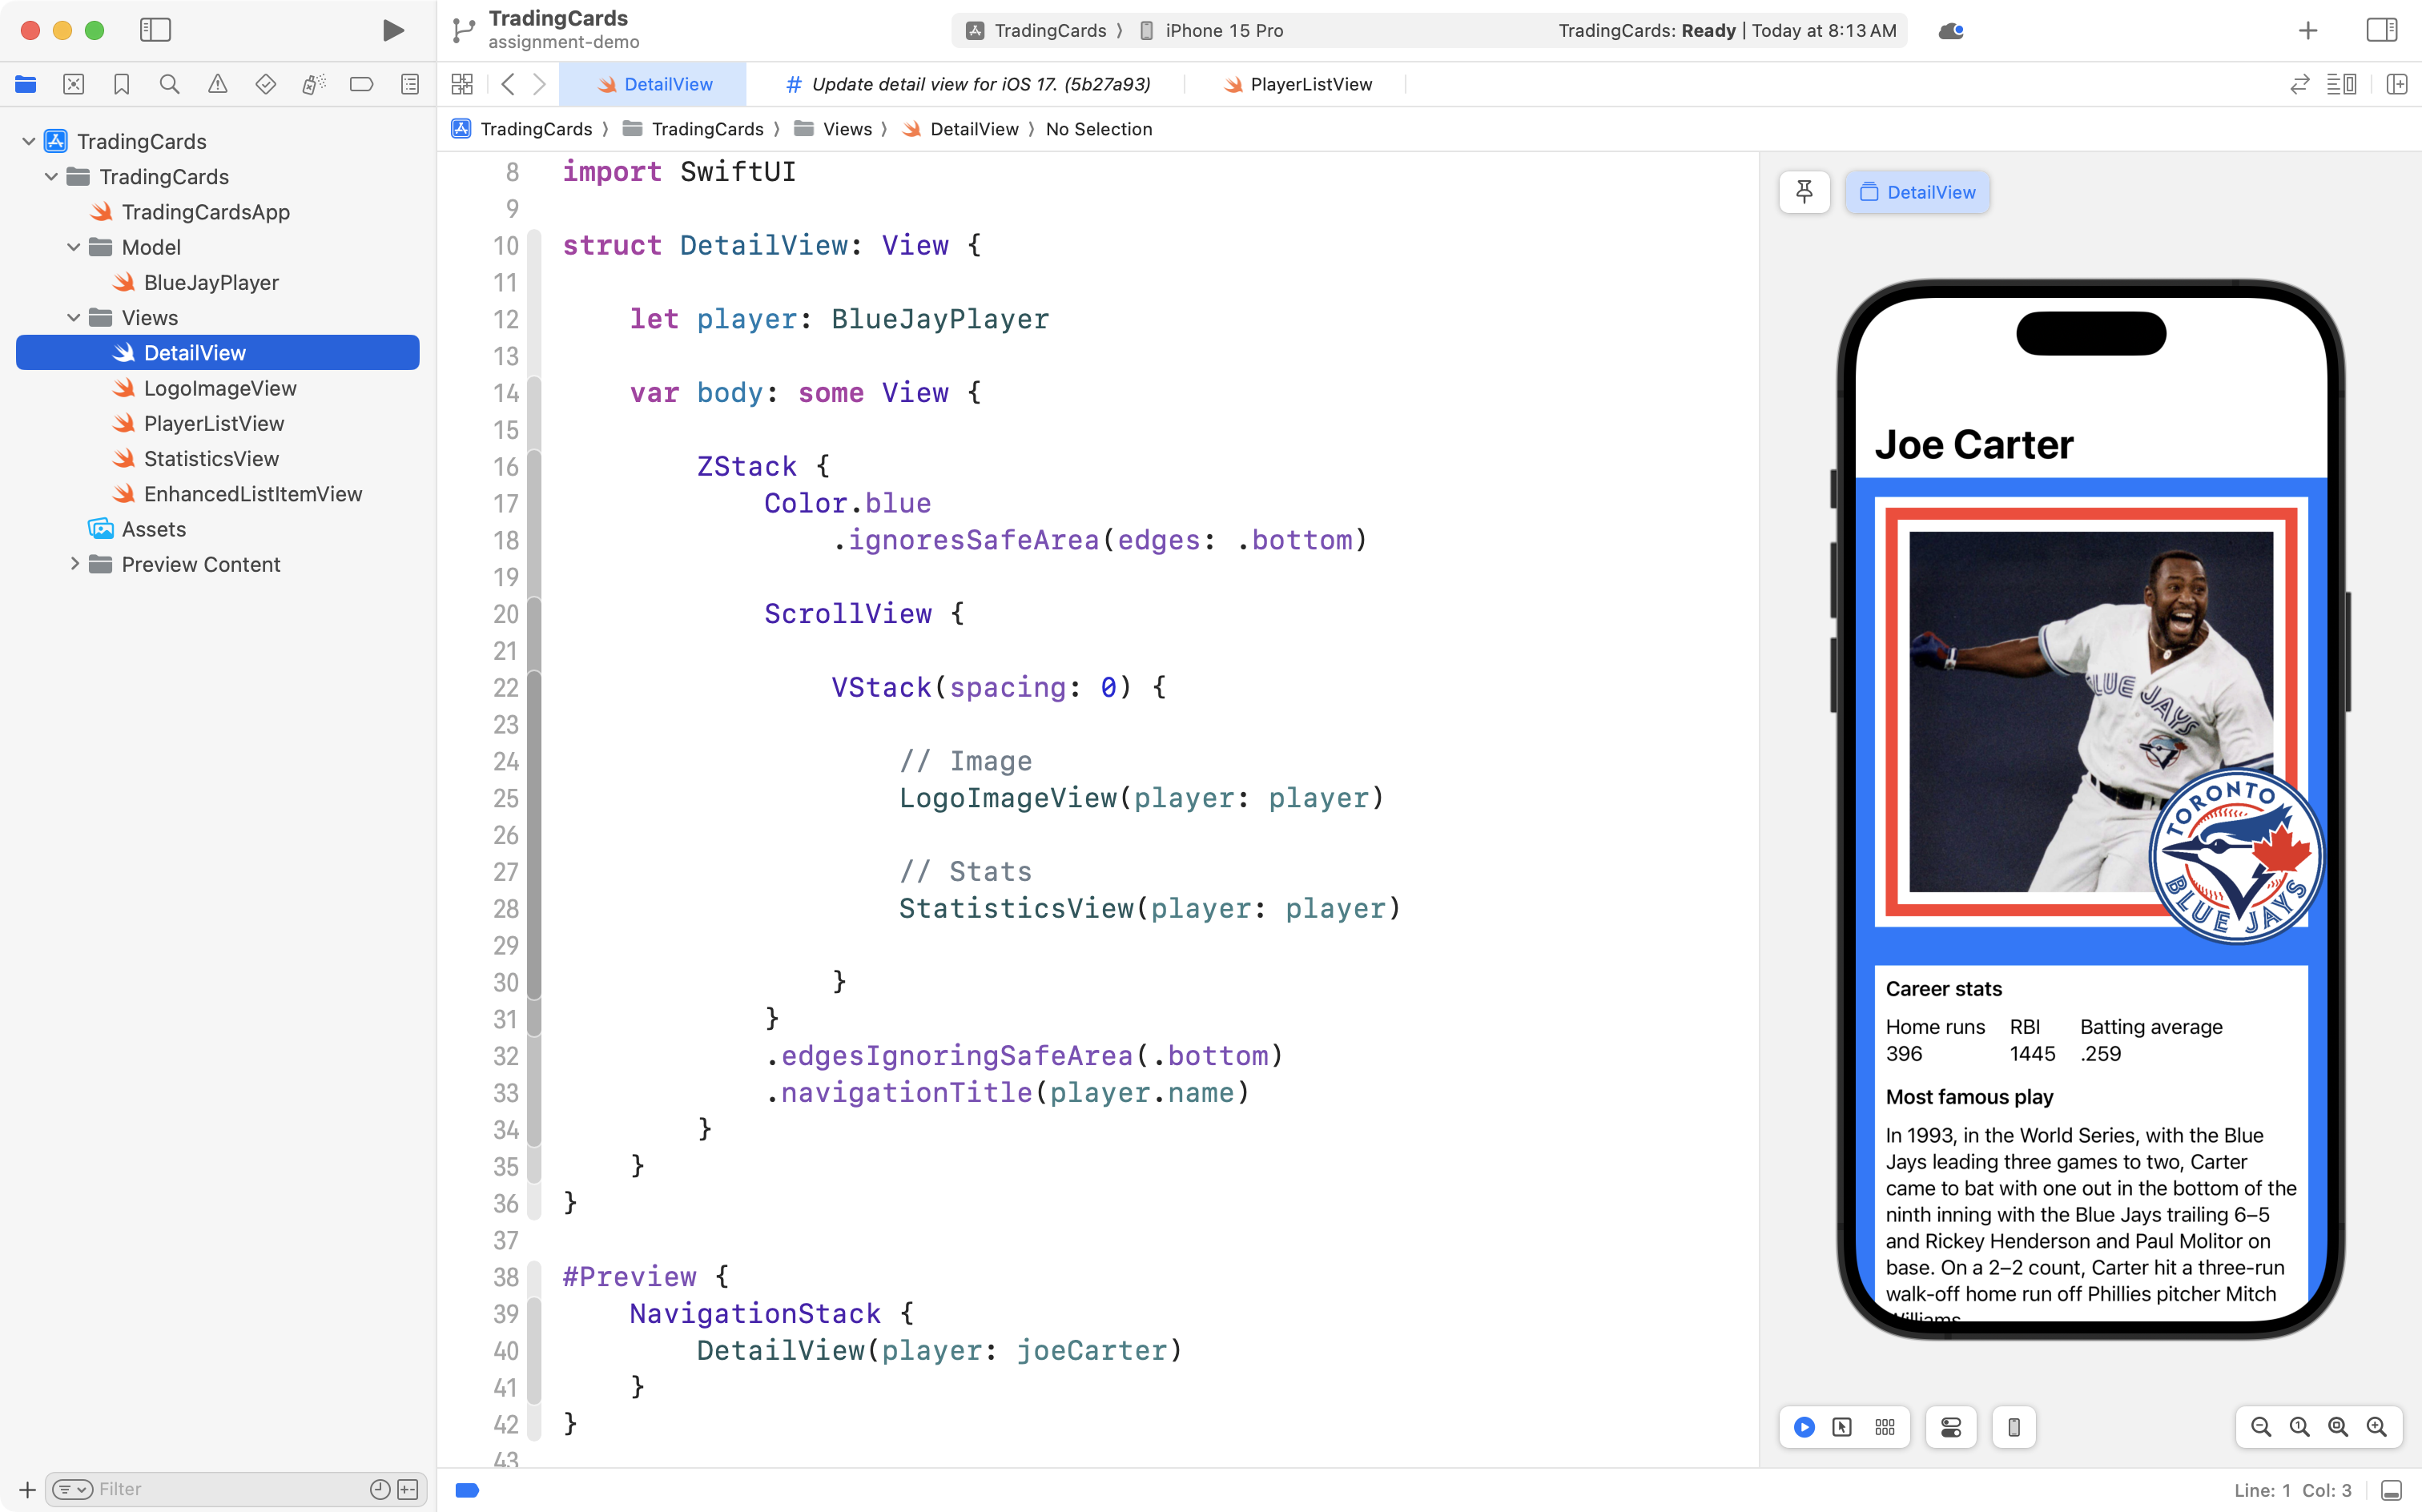 TradingCards
assignment-demo
TradingCards 〉 iPhone 15 Pro
TradingCards: Ready | Today at 8:13 AM
DetailView
# Update detail view for iOS 17. (5b27a93)
PlayerListView
TradingCards 〉 TradingCards 〉 Views 〉 DetailView 〉 No Selection
TradingCards
TradingCards
TradingCardsApp
Model
BlueJayPlayer
Views
DetailView
LogoImageView
PlayerListView
StatisticsView
EnhancedListItemView
Assets
Preview Content
Filter
8 import SwiftUI
9
10 struct DetailView: View {
11
12 let player: BlueJayPlayer
13
14 var body: some View {
15
16 ZStack {
17 Color.blue
18 .ignoresSafeArea(edges: .bottom)
19
20 ScrollView {
21
22 VStack(spacing: 0) {
23
24 // Image
25 LogoImageView(player: player)
26
27 // Stats
28 StatisticsView(player: player)
29
30 }
31 }
32 .edgesIgnoringSafeArea(.bottom)
33 .navigationTitle(player.name)
34 }
35 }
36 }
37
38 #Preview {
39 NavigationStack {
40 DetailView(player: joeCarter)
41 }
42 }
43
DetailView
Joe Carter
BLUE JAYS
TORONTO
BLUE JAYS
Career stats
Home runs RBI Batting average
396 1445 .259
Most famous play
In 1993, in the World Series, with the Blue
Jays leading three games to two, Carter
came to bat with one out in the bottom of the
ninth inning with the Blue Jays trailing 6–5
and Rickey Henderson and Paul Molitor on
base. On a 2–2 count, Carter hit a three-run
walk-off home run off Phillies pitcher Mitch
Williams
Line: 1 Col: 3